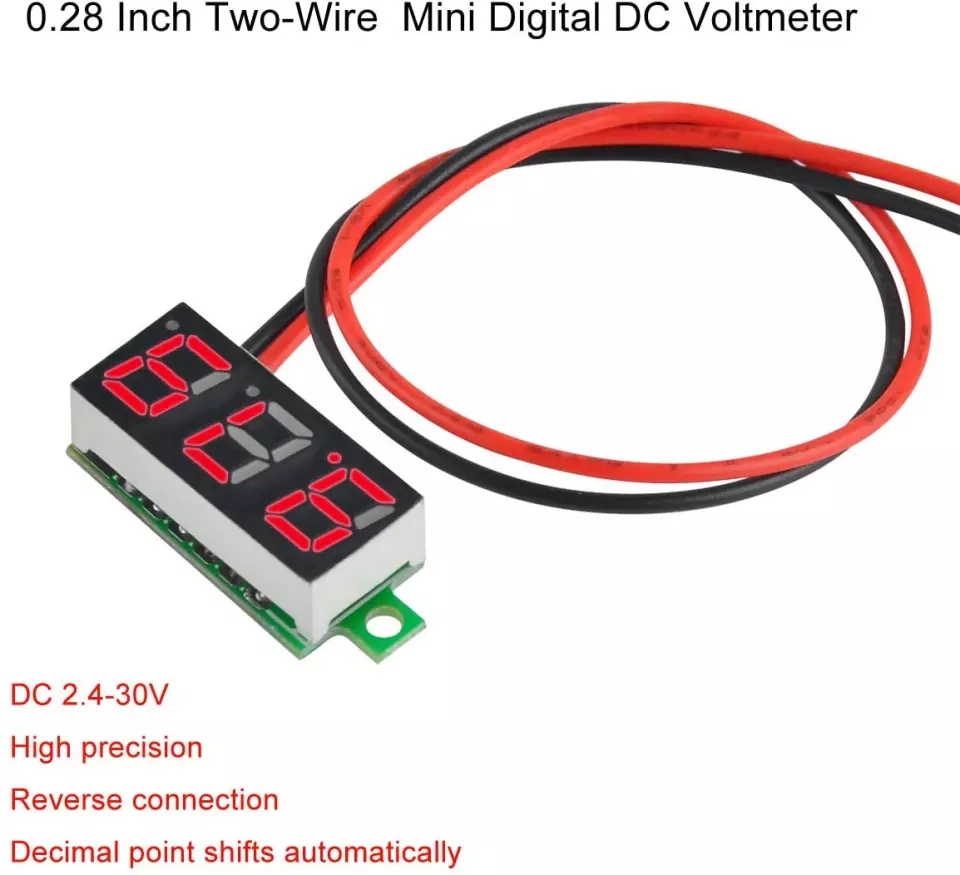 0.28 Inch Two-Wire Mini Digital DC Voltmeter
DC 2.4-30V
High precision
Reverse connection
Decimal point shifts automatically